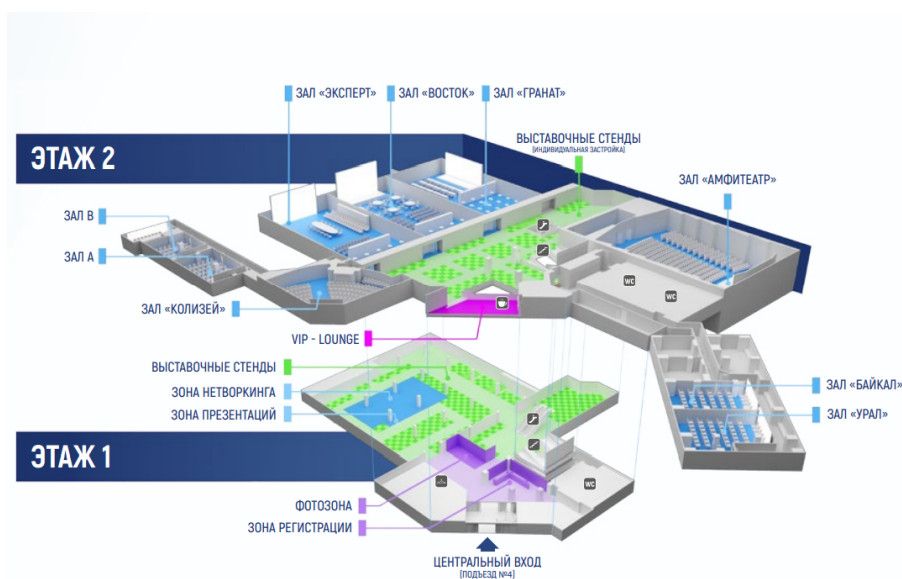 ЗАЛ «ЭКСПЕРТ»
ЗАЛ «ВОСТОК»
ЗАЛ «ГРАНАТ»
ВЫСТАВОЧНЫЕ СТЕНДЫ
(ИНДИВИДУАЛЬНАЯ ЗАСТРОЙКА)
ЭТАЖ 2
ЗАЛ «АМФИТЕАТР»
ЗАЛ B
ЗАЛ A
ЗАЛ «КОЛИЗЕЙ»
WC
WC
VIP - LOUNGE
ВЫСТАВОЧНЫЕ СТЕНДЫ
ЗОНА НЕТВОРКИНГА
ЗОНА ПРЕЗЕНТАЦИЙ
ЗАЛ «БАЙКАЛ»
ЗАЛ «УРАЛ»
ЭТАЖ 1
WC
ФОТОЗОНА
ЗОНА РЕГИСТРАЦИИ
ЦЕНТРАЛЬНЫЙ ВХОД
(ПОДЪЕЗД №4)